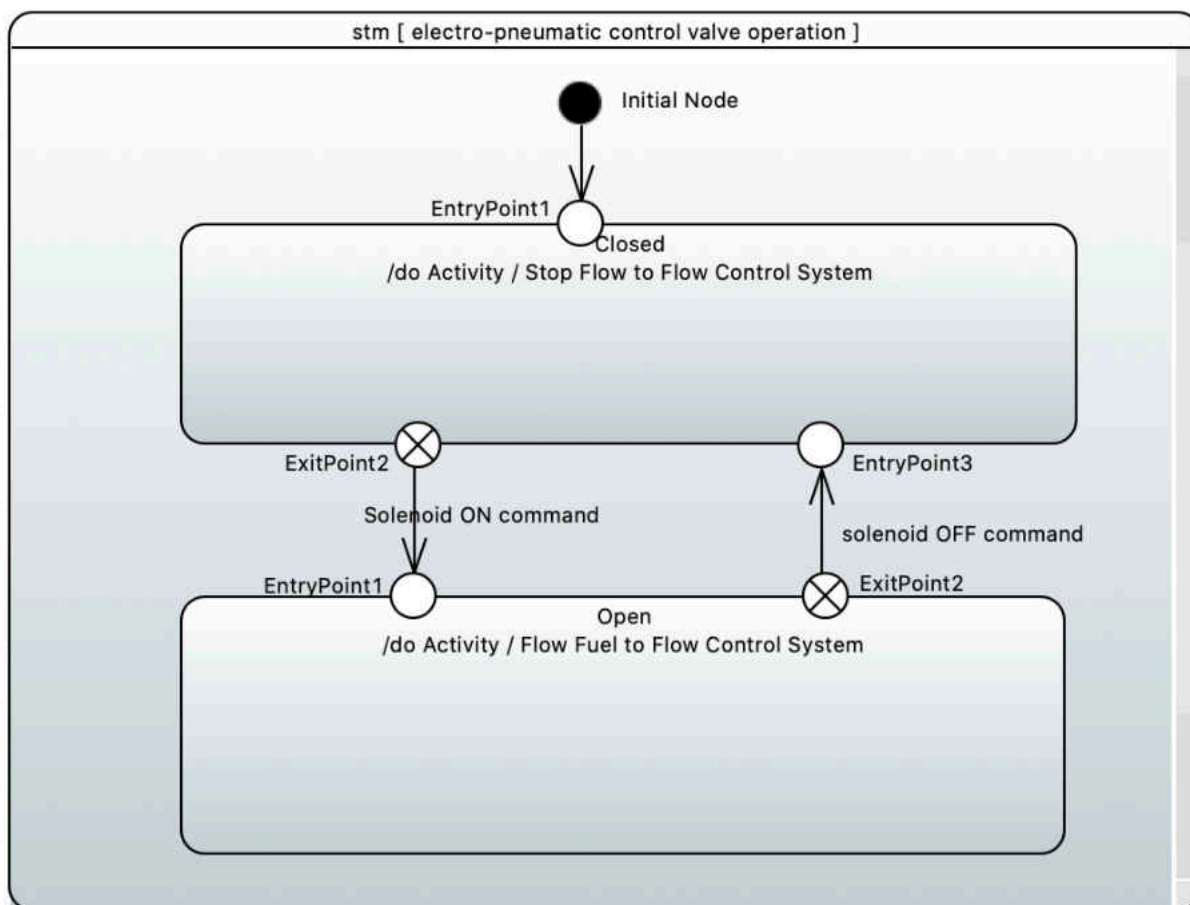 stm [ electro-pneumatic control valve operation ]
Initial Node
EntryPoint1
Closed
/do Activity / Stop Flow to Flow Control System
ExitPoint2
EntryPoint3
Solenoid ON command
solenoid OFF command
EntryPoint1
ExitPoint2
Open
/do Activity / Flow Fuel to Flow Control System